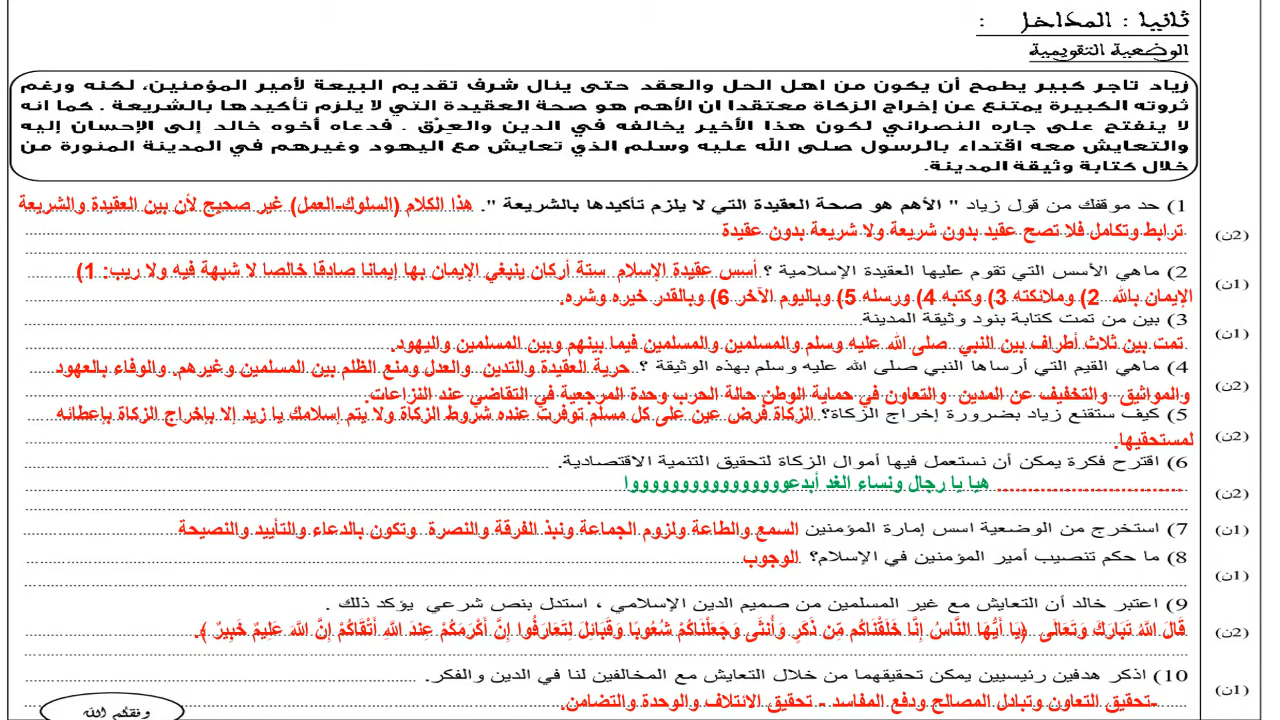 ثانيا : المداخل :
الوضعية التقويمية
زياد تاجر كبير يطمح أن يكون من اهل الحل والعقد حتى ينال شرف تقديم البيعة لأمير المؤمنين، لكنه ورغم
ثروته الكبيرة يمتنع عن إخراج الزكاة معتقدا ان الأهم هو صحة العقيدة التي لا يلزم تأكيدها بالشريعة . كما انه
لا ينفتح على جاره النصراني لكون هذا الأخير يخالفه في الدين والعِرْق . فدعاه أخوه خالد إلى الإحسان إليه
والتعايش معه اقتداء بالرسول صلى الله عليه وسلم الذي تعايش مع اليهود وغيرهم في المدينة المنورة من
خلال كتابة وثيقة المدينة.
1) حد موقفك من قول زياد " الأهم هو صحة العقيدة التي لا يلزم تأكيدها بالشريعة ". هذا الكلام (السلوك-العمل) غير صحيح لأن بين العقيدة والشريعة
ترابط وتكامل فلا تصح عقيد بدون شريعة ولا شريعة بدون عقيدة (2ن)
2) ماهي الأسس التي تقوم عليها العقيدة الإسلامية ؟ أسس عقيدة الإسلام ستة أركان ينبغي الإيمان بها إيمانا صادقا خالصا لا شبهة فيه ولا ريب: 1)
الإيمان بالله 2) وملائكته 3) وكتبه 4) ورسله 5) وباليوم الآخر 6) وبالقدر خيره وشره. (1ن)
3) بين من تمت كتابة بنود وثيقة المدينة
تمت بين ثلاث أطراف بين النبي صلى الله عليه وسلم والمسلمين والمسلمين فيما بينهم وبين المسلمين واليهود. (1ن)
4) ماهي القيم التي أرساها النبي صلى الله عليه وسلم بهذه الوثيقة ؟ حرية العقيدة والتدين والعدل ومنع الظلم بين المسلمين وغيرهم. والوفاء بالعهود
والمواثيق والتخفيف عن المدين والتعاون في حماية الوطن حالة الحرب وحدة المرجعية في التقاضي عند النزاعات. (2ن)
5) كيف ستقنع زياد بضرورة إخراج الزكاة؟ الزكاة فرض عين على كل مسلم توفرت عنده شروط الزكاة ولا يتم إسلامك يا زيد إلا بإخراج الزكاة بإعطائه
لمستحقيها. (2ن)
6) اقترح فكرة يمكن أن نستعمل فيها أموال الزكاة لتحقيق التنمية الاقتصادية.
هيا يا رجال ونساء الغد أبدعوووووووووووووووووا (2ن)
7) استخرج من الوضعية اسس إمارة المؤمنين السمع والطاعة ولزوم الجماعة ونبذ الفرقة والنصرة وتكون بالدعاء والتأييد والنصيحة (1ن)
8) ما حكم تنصيب أمير المؤمنين في الإسلام؟ الوجوب
(1ن)
9) اعتبر خالد أن التعايش مع غير المسلمين من صميم الدين الإسلامي ، استدل بنص شرعي يؤكد ذلك .
قَالَ اللهُ تَبَارَكَ وَتَعَالَى ﴿يَا أَيُّهَا النَّاسُ إِنَّا خَلَقْنَاكُم مِّن ذَكَرٍ وَأُنثَى وَجَعَلْنَاكُمْ شُعُوبًا وَقَبَائِلَ لِتَعَارَفُوا إِنَّ أَكْرَمَكُمْ عِندَ اللهِ أَتْقَاكُمْ إِنَّ اللهَ عَلِيمٌ خَبِيرٌ ﴾. (2ن)
10) اذكر هدفين رئيسيين يمكن تحقيقهما من خلال التعايش مع المخالفين لنا في الدين والفكر.
-تحقيق التعاون وتبادل المصالح ودفع المفاسد - تحقيق الائتلاف والوحدة والتضامن. (1ن)
وفقكم الله